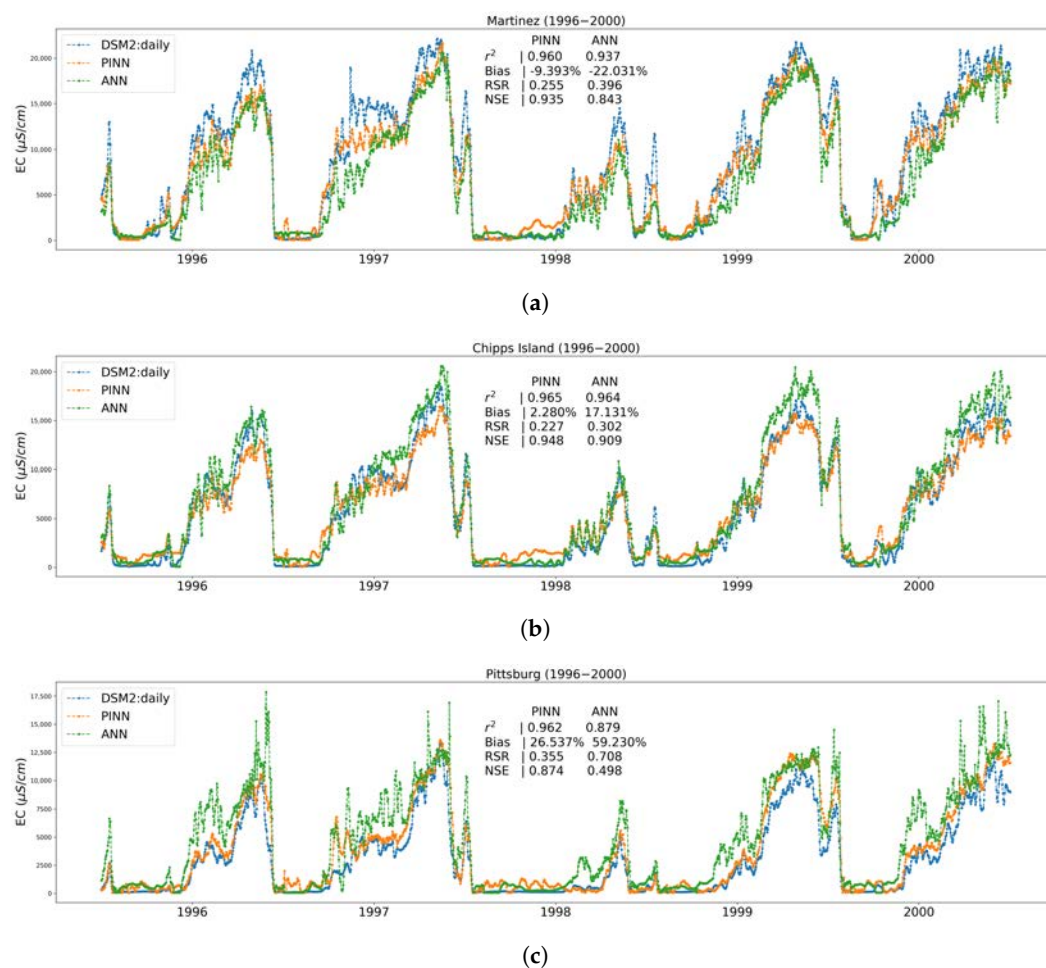 Martinez (1996−2000)
DSM2:daily
PINN
ANN
PINN ANN
r² | 0.960 0.937
Bias | -9.393% -22.031%
RSR | 0.255 0.396
NSE | 0.935 0.843
EC (μS/cm)
20,000
15,000
10,000
5000
0
1996 1997 1998 1999 2000
(a)
Chipps Island (1996−2000)
DSM2:daily
PINN
ANN
PINN ANN
r² | 0.965 0.964
Bias | 2.280% 17.131%
RSR | 0.227 0.302
NSE | 0.948 0.909
EC (μS/cm)
20,000
15,000
10,000
5000
0
1996 1997 1998 1999 2000
(b)
Pittsburg (1996−2000)
DSM2:daily
PINN
ANN
PINN ANN
r² | 0.962 0.879
Bias | 26.537% 59.230%
RSR | 0.355 0.708
NSE | 0.874 0.498
EC (μS/cm)
17,500
15,000
12,500
10,000
7500
5000
2500
0
1996 1997 1998 1999 2000
(c)